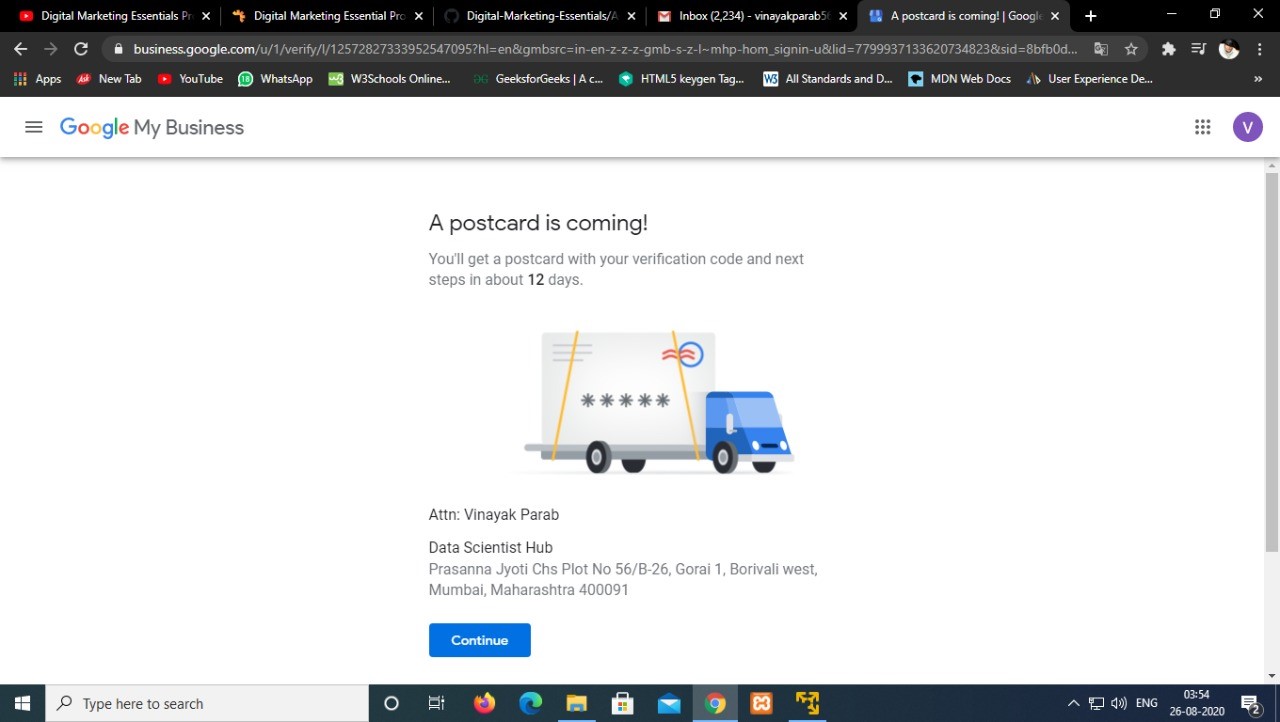 Digital Marketing Essentials Pr
Digital Marketing Essential Pro
Digital-Marketing-Essentials/A
Inbox (2,234) - vinayakparab56
A postcard is coming! | Google
business.google.com/u/1/verify/l/12572827333952547095?hl=en&gmbsrc=in-en-z-z-z-gmb-s-z-l~mhp-hom_signin-u&lid=7799937133620734823&sid=8bfb0d...
Apps
New Tab
YouTube
WhatsApp
W3Schools Online...
GeeksforGeeks | A c...
HTML5 keygen Tag...
All Standards and D...
MDN Web Docs
User Experience De...
»
Google My Business
V
A postcard is coming!
You'll get a postcard with your verification code and next
steps in about 12 days.
*****
Attn: Vinayak Parab
Data Scientist Hub
Prasanna Jyoti Chs Plot No 56/B-26, Gorai 1, Borivali west,
Mumbai, Maharashtra 400091
Continue
Type here to search
ENG
03:54
26-08-2020
2